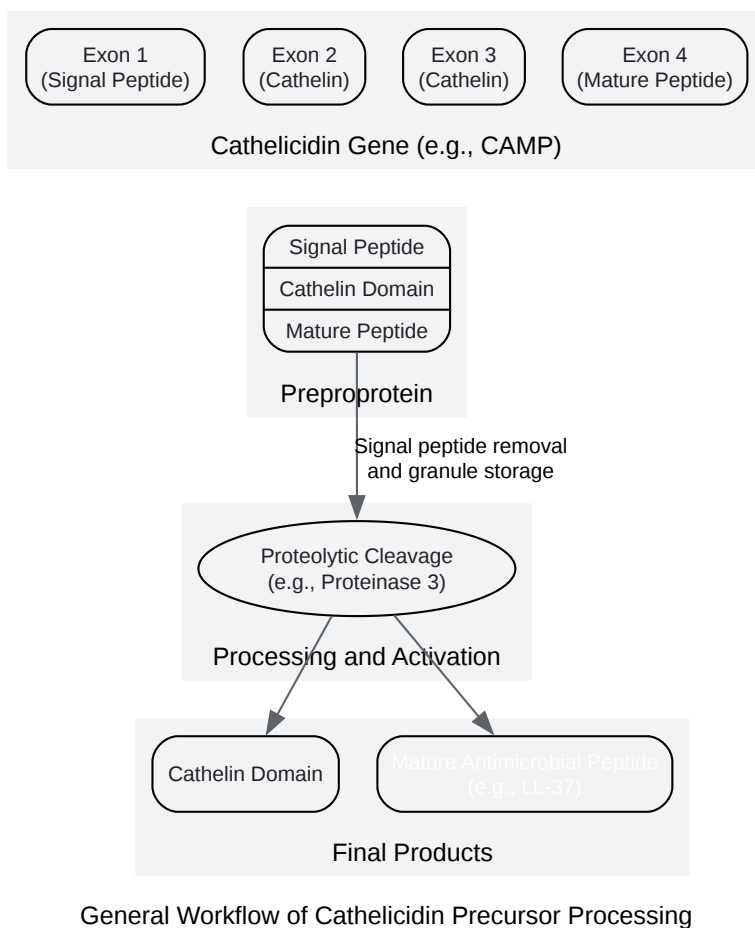 Exon 1
(Signal Peptide)
Exon 2
(Cathelin)
Exon 3
(Cathelin)
Exon 4
(Mature Peptide)
Cathelicidin Gene (e.g., CAMP)
Signal Peptide
Cathelin Domain
Mature Peptide
Preproprotein
Signal peptide removal
and granule storage
Proteolytic Cleavage
(e.g., Proteinase 3)
Processing and Activation
Cathelin Domain
Mature Antimicrobial Peptide
(e.g., LL-37)
Final Products
General Workflow of Cathelicidin Precursor Processing